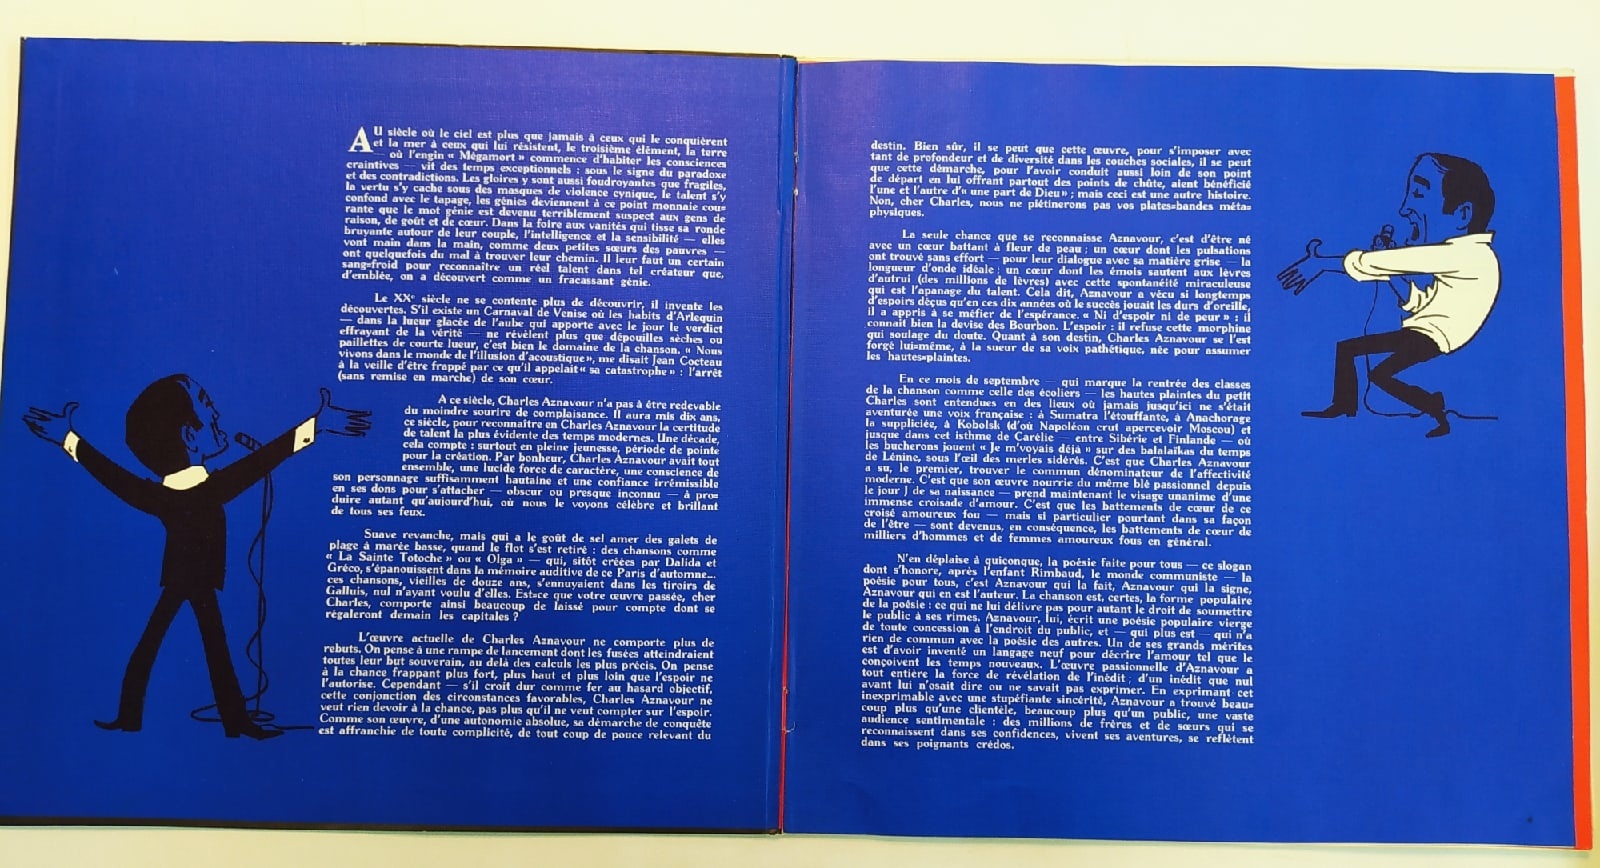 Au siècle où le ciel est plus que jamais à ceux qui le conquièrent
et la mer à ceux qui lui résistent, le troisième élément, la terre
— où l'engin « Mégamort » commence d'habiter les consciences
craintives — vit des temps exceptionnels : sous le signe du paradoxe
et des contradictions. Les gloires y sont aussi foudroyantes que fragiles,
la vertu s'y cache sous des masques de violence cynique, le talent s'y
confond avec le tapage, les génies deviennent à ce point monnaie cou-
rante que le mot génie est devenu terriblement suspect aux gens de
raison, de goût et de cœur. Dans la foire aux vanités qui tisse sa ronde
bruyante autour de leur couple, l'intelligence et la sensibilité — elles
vont main dans la main, comme deux petites sœurs des pauvres —
ont quelquefois du mal à trouver leur chemin. Il leur faut un certain
sang-froid pour reconnaître un réel talent dans tel créateur que,
d'emblée, on a découvert comme un fracassant génie.
Le XXe siècle ne se contente plus de découvrir, il invente les
découvertes. S'il existe un Carnaval de Venise où les habits d'Arlequin
— dans la lueur glacée de l'aube qui apporte avec le jour le verdict
effrayant de la vérité — ne révèlent plus que dépouilles sèches ou
paillettes de courte lueur, c'est bien le domaine de la chanson. « Nous
vivons dans le monde de l'illusion d'acoustique », me disait Jean Cocteau
à la veille d'être frappé par ce qu'il appelait « sa catastrophe » : l'arrêt
(sans remise en marche) de son cœur.
A ce siècle, Charles Aznavour n'a pas à être redevable
du moindre sourire de complaisance. Il aura mis dix ans,
ce siècle, pour reconnaître en Charles Aznavour la certitude
de talent la plus évidente des temps modernes. Une décade,
cela compte : surtout en pleine jeunesse, période de pointe
pour la création. Par bonheur, Charles Aznavour avait tout
ensemble, une lucide force de caractère, une conscience de
son personnage suffisamment hautaine et une confiance irrémissible
en ses dons pour s'attacher — obscur ou presque inconnu — à pro-
duire autant qu'aujourd'hui, où nous le voyons célèbre et brillant
de tous ses feux.
Suave revanche, mais qui a le goût de sel amer des galets de
plage à marée basse, quand le flot s'est retiré : des chansons comme
« La Sainte Totoche » ou « Olga » — qui, sitôt créées par Dalida et
Gréco, s'épanouissent dans la mémoire auditive de ce Paris d'automne...
ces chansons, vieilles de douze ans, s'ennuyaient dans les tiroirs de
Galluis, nul n'ayant voulu d'elles. Est-ce que votre œuvre passée, cher
Charles, comporte ainsi beaucoup de laissé pour compte dont se
régaleront demain les capitales ?
L'œuvre actuelle de Charles Aznavour ne comporte plus de
rebuts. On pense à une rampe de lancement dont les fusées atteindraient
toutes leur but souverain, au delà des calculs les plus précis. On pense
à la chance frappant plus fort, plus haut et plus loin que l'espoir ne
l'autorise. Cependant — s'il croit dur comme fer au hasard objectif,
cette conjonction des circonstances favorables, Charles Aznavour ne
veut rien devoir à la chance, pas plus qu'il ne veut compter sur l'espoir.
Comme son œuvre, d'une autonomie absolue, sa démarche de conquête
est affranchie de toute complicité, de tout coup de pouce relevant du
destin. Bien sûr, il se peut que cette œuvre, pour s'imposer avec
tant de profondeur et de diversité dans les couches sociales, il se peut
que cette démarche, pour l'avoir conduit aussi loin de son point
de départ en lui offrant partout des points de chûte, aient bénéficié
l'une et l'autre d'« une part de Dieu » ; mais ceci est une autre histoire.
Non, cher Charles, nous ne piétinerons pas vos plates-bandes méta-
physiques.
La seule chance que se reconnaisse Aznavour, c'est d'être né
avec un cœur battant à fleur de peau ; un cœur dont les pulsations
ont trouvé sans effort — pour leur dialogue avec sa matière grise — la
longueur d'onde idéale ; un cœur dont les émois sautent aux lèvres
d'autrui (des millions de lèvres) avec cette spontanéité miraculeuse
qui est l'apanage du talent. Cela dit, Aznavour a vécu si longtemps
d'espoirs déçus qu'en ces dix années où le succès jouait les durs d'oreille,
il a appris à se méfier de l'espérance. « Ni d'espoir ni de peur » : il
connait bien la devise des Bourbon. L'espoir : il refuse cette morphine
qui soulage du doute. Quant à son destin, Charles Aznavour se l'est
forgé lui-même, à la sueur de sa voix pathétique, née pour assumer
les hautes-plaintes.
En ce mois de septembre — qui marque la rentrée des classes
de la chanson comme celle des écoliers — les hautes plaintes du petit
Charles sont entendues en des lieux où jamais jusqu'ici ne s'était
aventurée une voix française : à Sumatra l'étouffante, à Anachorage
la suppliciée, à Kobolsk (d'où Napoléon crut apercevoir Moscou) et
jusque dans cet isthme de Carélie — entre Sibérie et Finlande — où
les bucherons jouent « Je m'voyais déjà » sur des balalaïkas du temps
de Lénine, sous l'œil des merles sidérés. C'est que Charles Aznavour
a su, le premier, trouver le commun dénominateur de l'affectivité
moderne. C'est que son œuvre nourrie du même blé passionnel depuis
le jour J de sa naissance — prend maintenant le visage unanime d'une
immense croisade d'amour. C'est que les battements de cœur de ce
croisé amoureux fou — mais si particulier pourtant dans sa façon
de l'être — sont devenus, en conséquence, les battements de cœur de
milliers d'hommes et de femmes amoureux fous en général.
N'en déplaise à quiconque, la poésie faite pour tous — ce slogan
dont s'honore, après l'enfant Rimbaud, le monde communiste — la
poésie pour tous, c'est Aznavour qui la fait, Aznavour qui la signe,
Aznavour qui en est l'auteur. La chanson est, certes, la forme populaire
de la poésie : ce qui ne lui délivre pas pour autant le droit de soumettre
le public à ses rimes. Aznavour, lui, écrit une poésie populaire vierge
de toute concession à l'endroit du public, et — qui plus est — qui n'a
rien de commun avec la poésie des autres. Un de ses grands mérites
est d'avoir inventé un langage neuf pour décrire l'amour tel que le
conçoivent les temps nouveaux. L'œuvre passionnelle d'Aznavour a
tout entière la force de révélation de l'inédit ; d'un inédit que nul
avant lui n'osait dire ou ne savait pas exprimer. En exprimant cet
inexprimable avec une stupéfiante sincérité, Aznavour a trouvé beau-
coup plus qu'une clientèle, beaucoup plus qu'un public, une vaste
audience sentimentale : des millions de frères et de sœurs qui se
reconnaissent dans ses confidences, vivent ses aventures, se reflètent
dans ses poignants crédos.